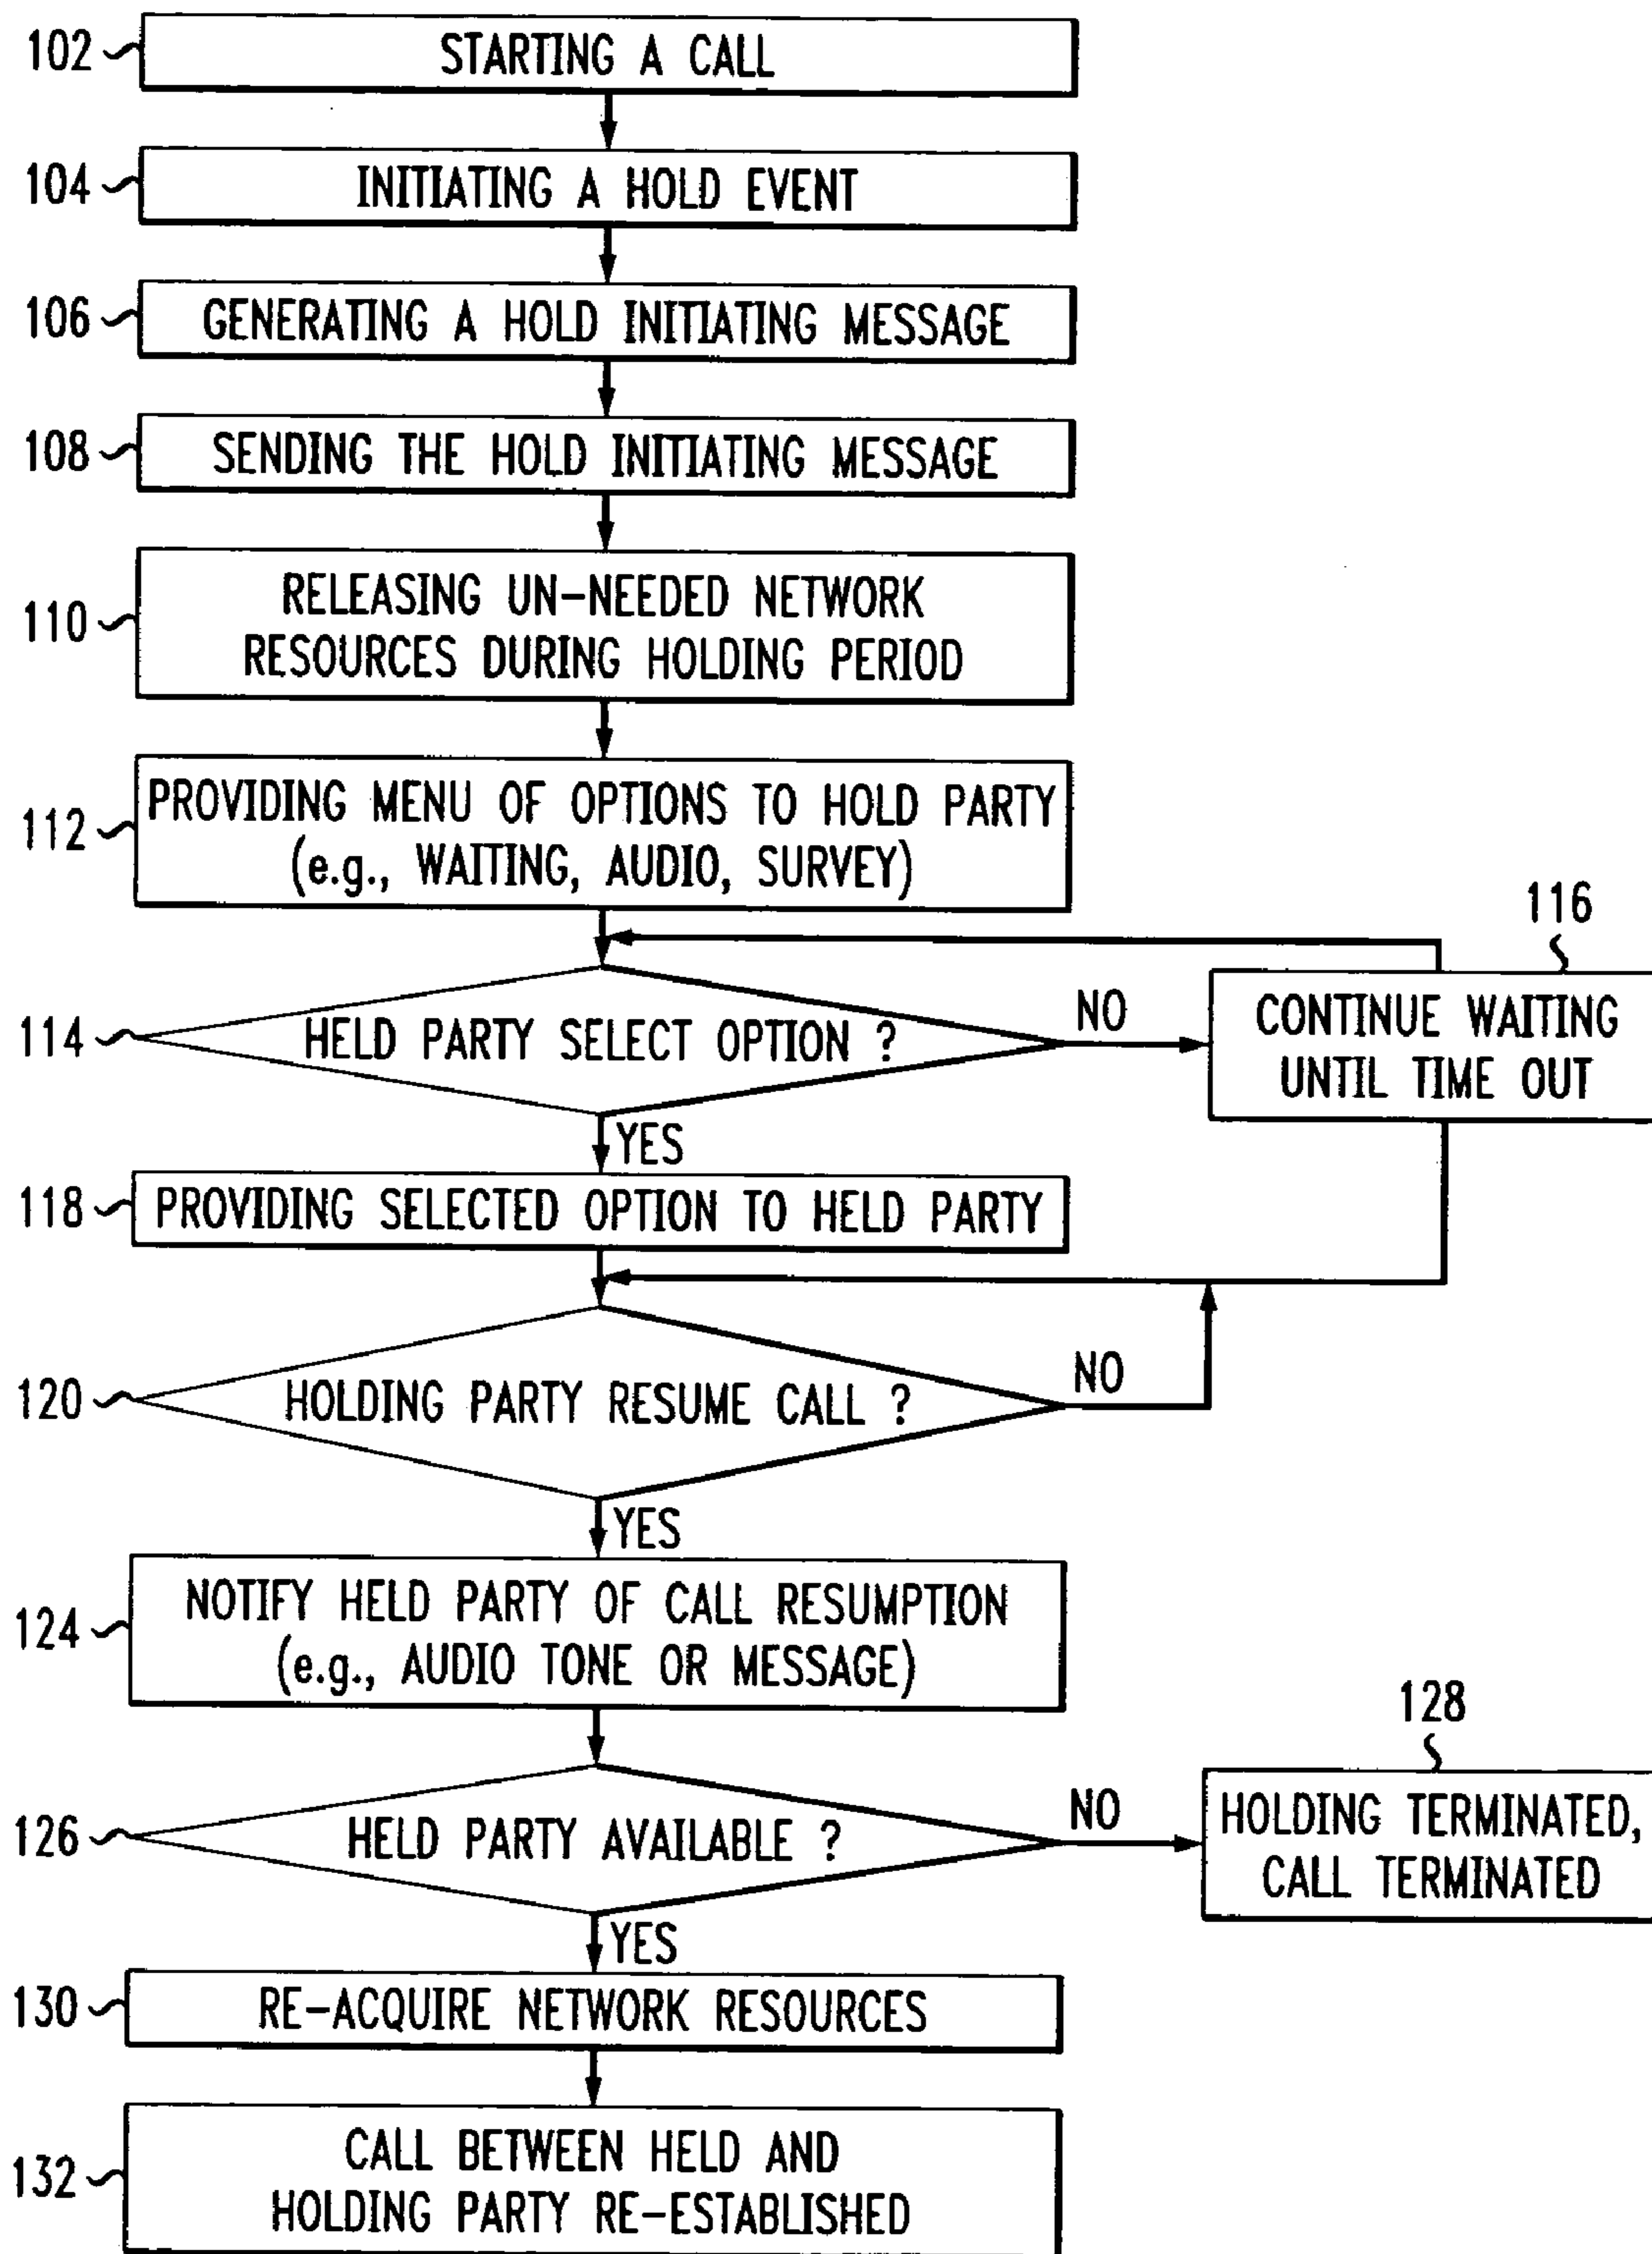 102 STARTING A CALL
104 INITIATING A HOLD EVENT
106 GENERATING A HOLD INITIATING MESSAGE
108 SENDING THE HOLD INITIATING MESSAGE
110
RELEASING UN-NEEDED NETWORK
RESOURCES DURING HOLDING PERIOD
112
PROVIDING MENU OF OPTIONS TO HOLD PARTY
(e.g., WAITING, AUDIO, SURVEY)
114 HELD PARTY SELECT OPTION ?
NO
116
CONTINUE WAITING
UNTIL TIME OUT
YES
118 PROVIDING SELECTED OPTION TO HELD PARTY
120 HOLDING PARTY RESUME CALL ?
NO
YES
124
NOTIFY HELD PARTY OF CALL RESUMPTION
(e.g., AUDIO TONE OR MESSAGE)
126 HELD PARTY AVAILABLE ?
NO
128
HOLDING TERMINATED,
CALL TERMINATED
YES
130 RE-ACQUIRE NETWORK RESOURCES
132
CALL BETWEEN HELD AND
HOLDING PARTY RE-ESTABLISHED